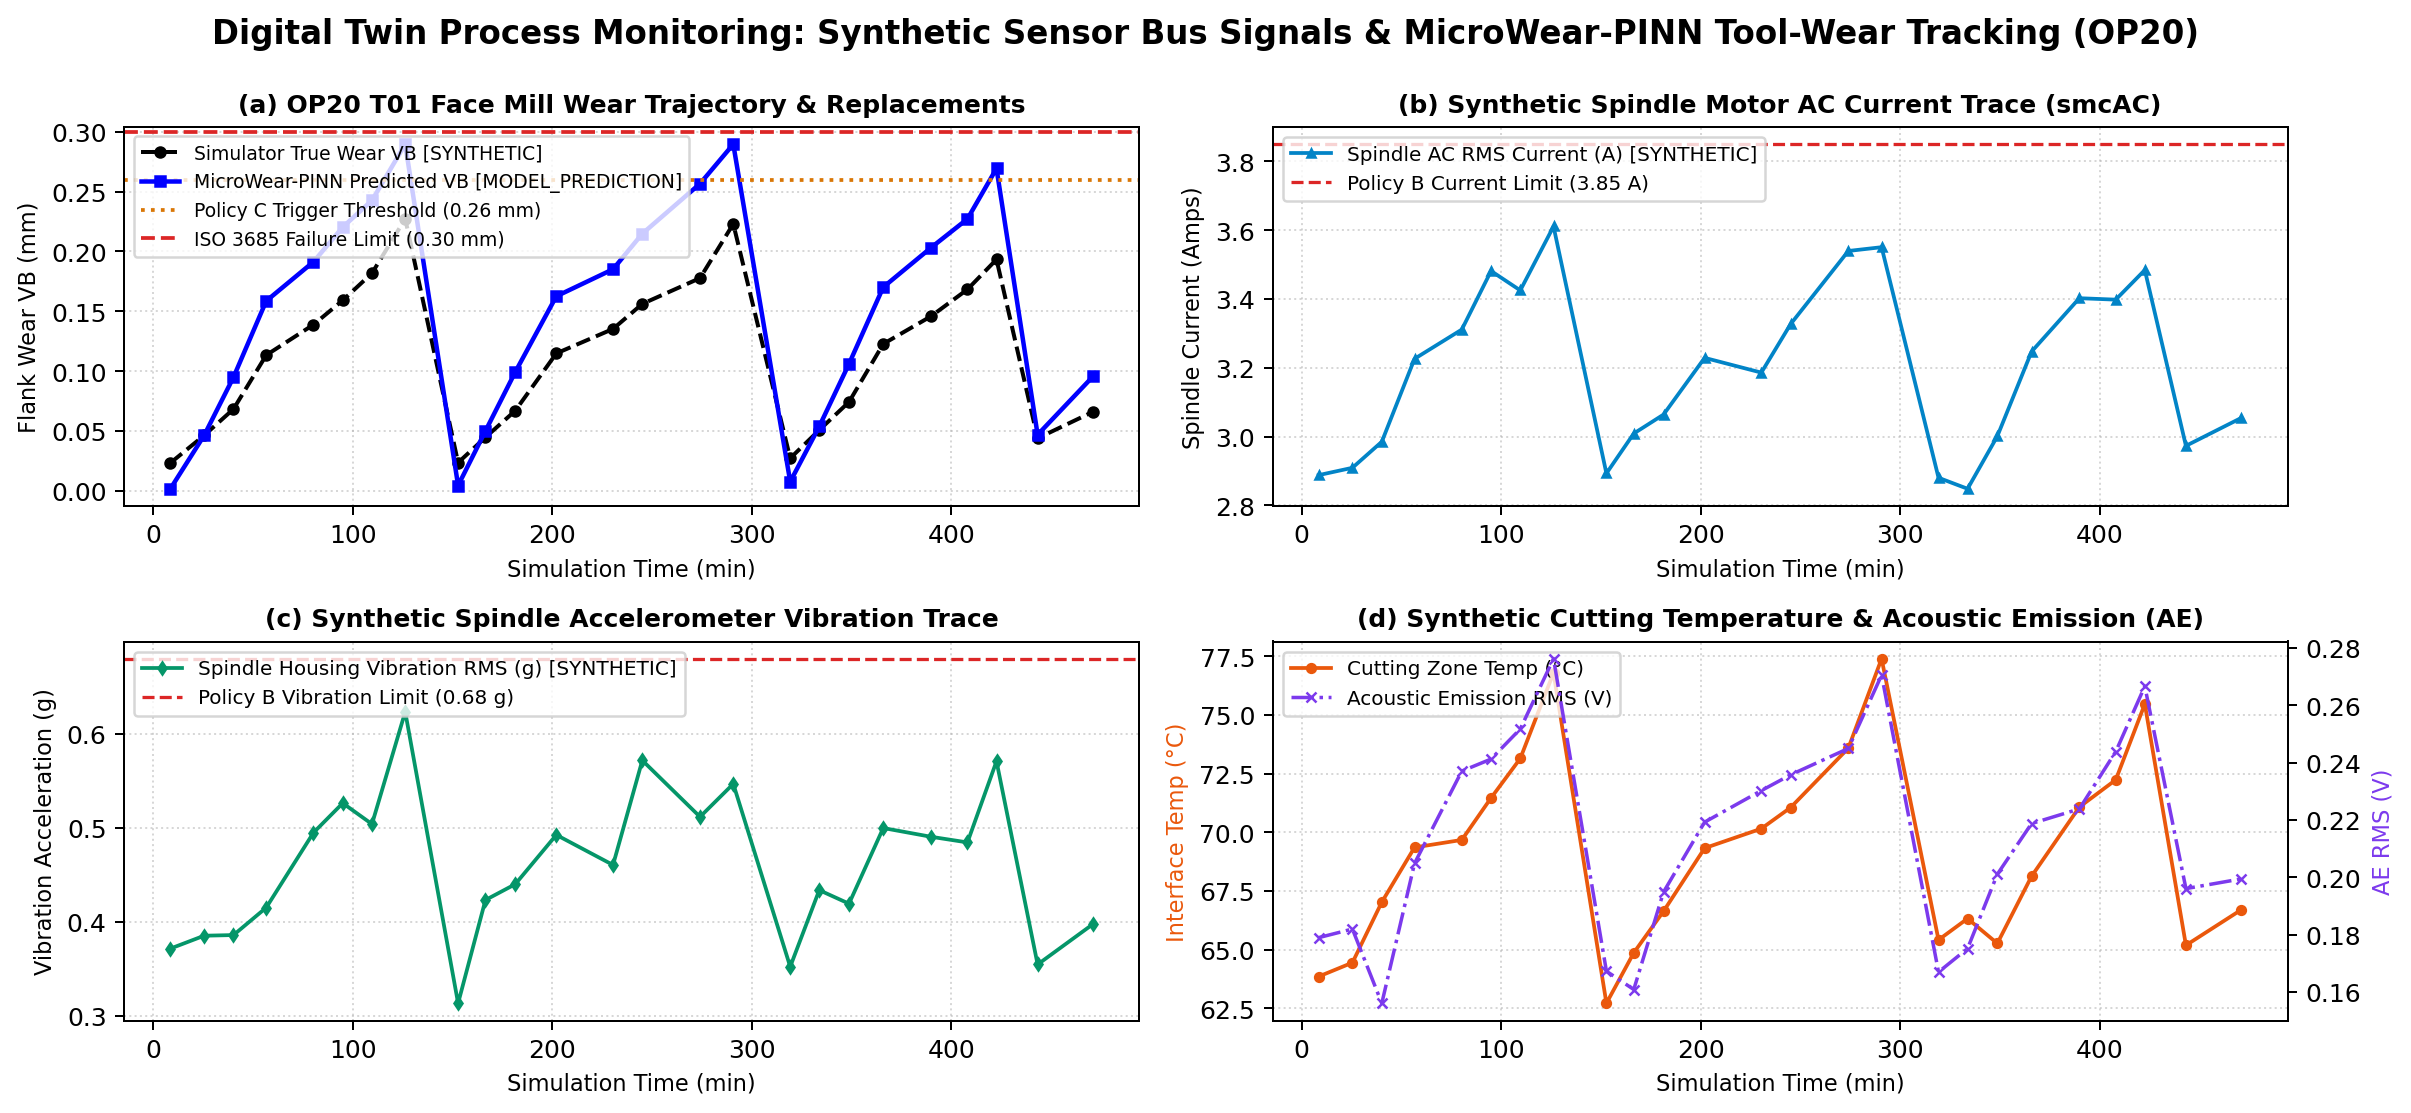 Digital Twin Process Monitoring: Synthetic Sensor Bus Signals & MicroWear-PINN Tool-Wear Tracking (OP20)
(a) OP20 T01 Face Mill Wear Trajectory & Replacements
Flank Wear VB (mm)
0.30
0.25
0.20
0.15
0.10
0.05
0.00
Simulator True Wear VB [SYNTHETIC]
MicroWear-PINN Predicted VB [MODEL_PREDICTION]
Policy C Trigger Threshold (0.26 mm)
ISO 3685 Failure Limit (0.30 mm)
0 100 200 300 400
Simulation Time (min)
(b) Synthetic Spindle Motor AC Current Trace (smcAC)
Spindle Current (Amps)
3.8
3.6
3.4
3.2
3.0
2.8
Spindle AC RMS Current (A) [SYNTHETIC]
Policy B Current Limit (3.85 A)
0 100 200 300 400
Simulation Time (min)
(c) Synthetic Spindle Accelerometer Vibration Trace
Vibration Acceleration (g)
0.6
0.5
0.4
0.3
Spindle Housing Vibration RMS (g) [SYNTHETIC]
Policy B Vibration Limit (0.68 g)
0 100 200 300 400
Simulation Time (min)
(d) Synthetic Cutting Temperature & Acoustic Emission (AE)
Interface Temp (°C)
77.5
75.0
72.5
70.0
67.5
65.0
62.5
Cutting Zone Temp (°C)
Acoustic Emission RMS (V)
0.28
0.26
0.24
0.22
0.20
0.18
0.16
AE RMS (V)
0 100 200 300 400
Simulation Time (min)